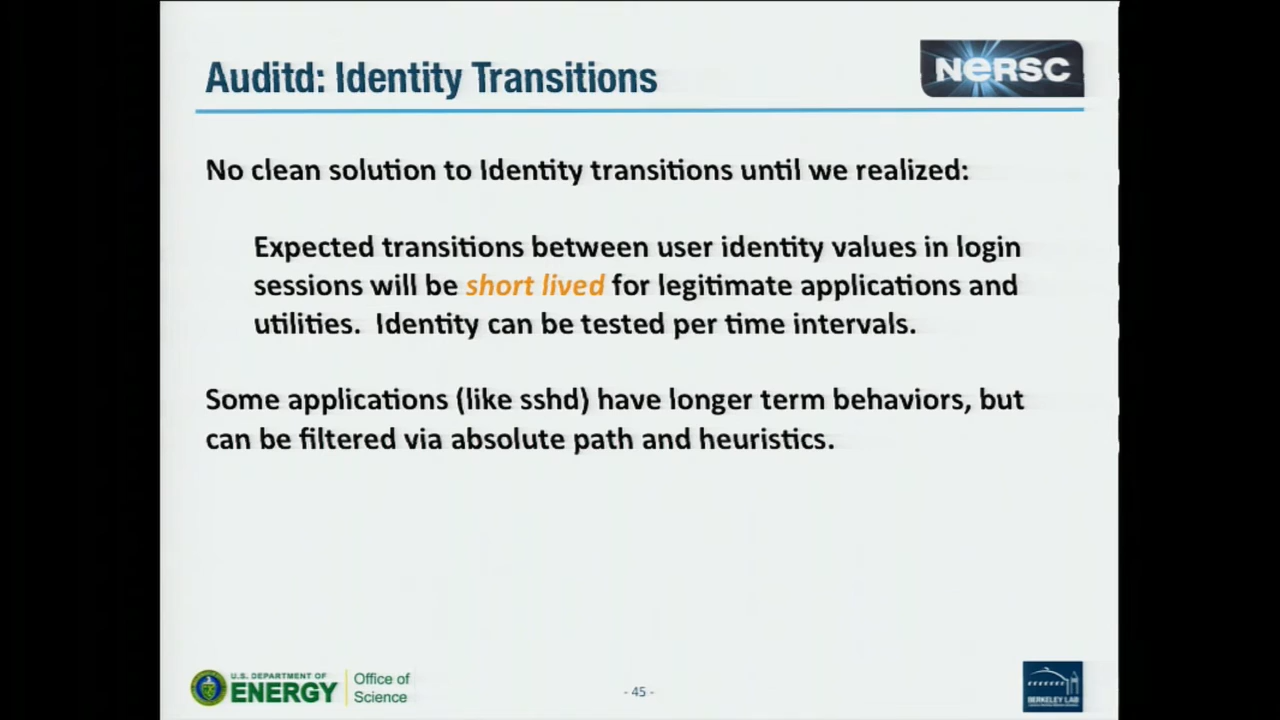 Auditd: Identity Transitions
NERSC
No clean solution to Identity transitions until we realized:
Expected transitions between user identity values in login
sessions will be short lived for legitimate applications and
utilities. Identity can be tested per time intervals.
Some applications (like sshd) have longer term behaviors, but
can be filtered via absolute path and heuristics.
U.S. DEPARTMENT OF
ENERGY
Office of
Science
- 45 -
BERKELEY LAB